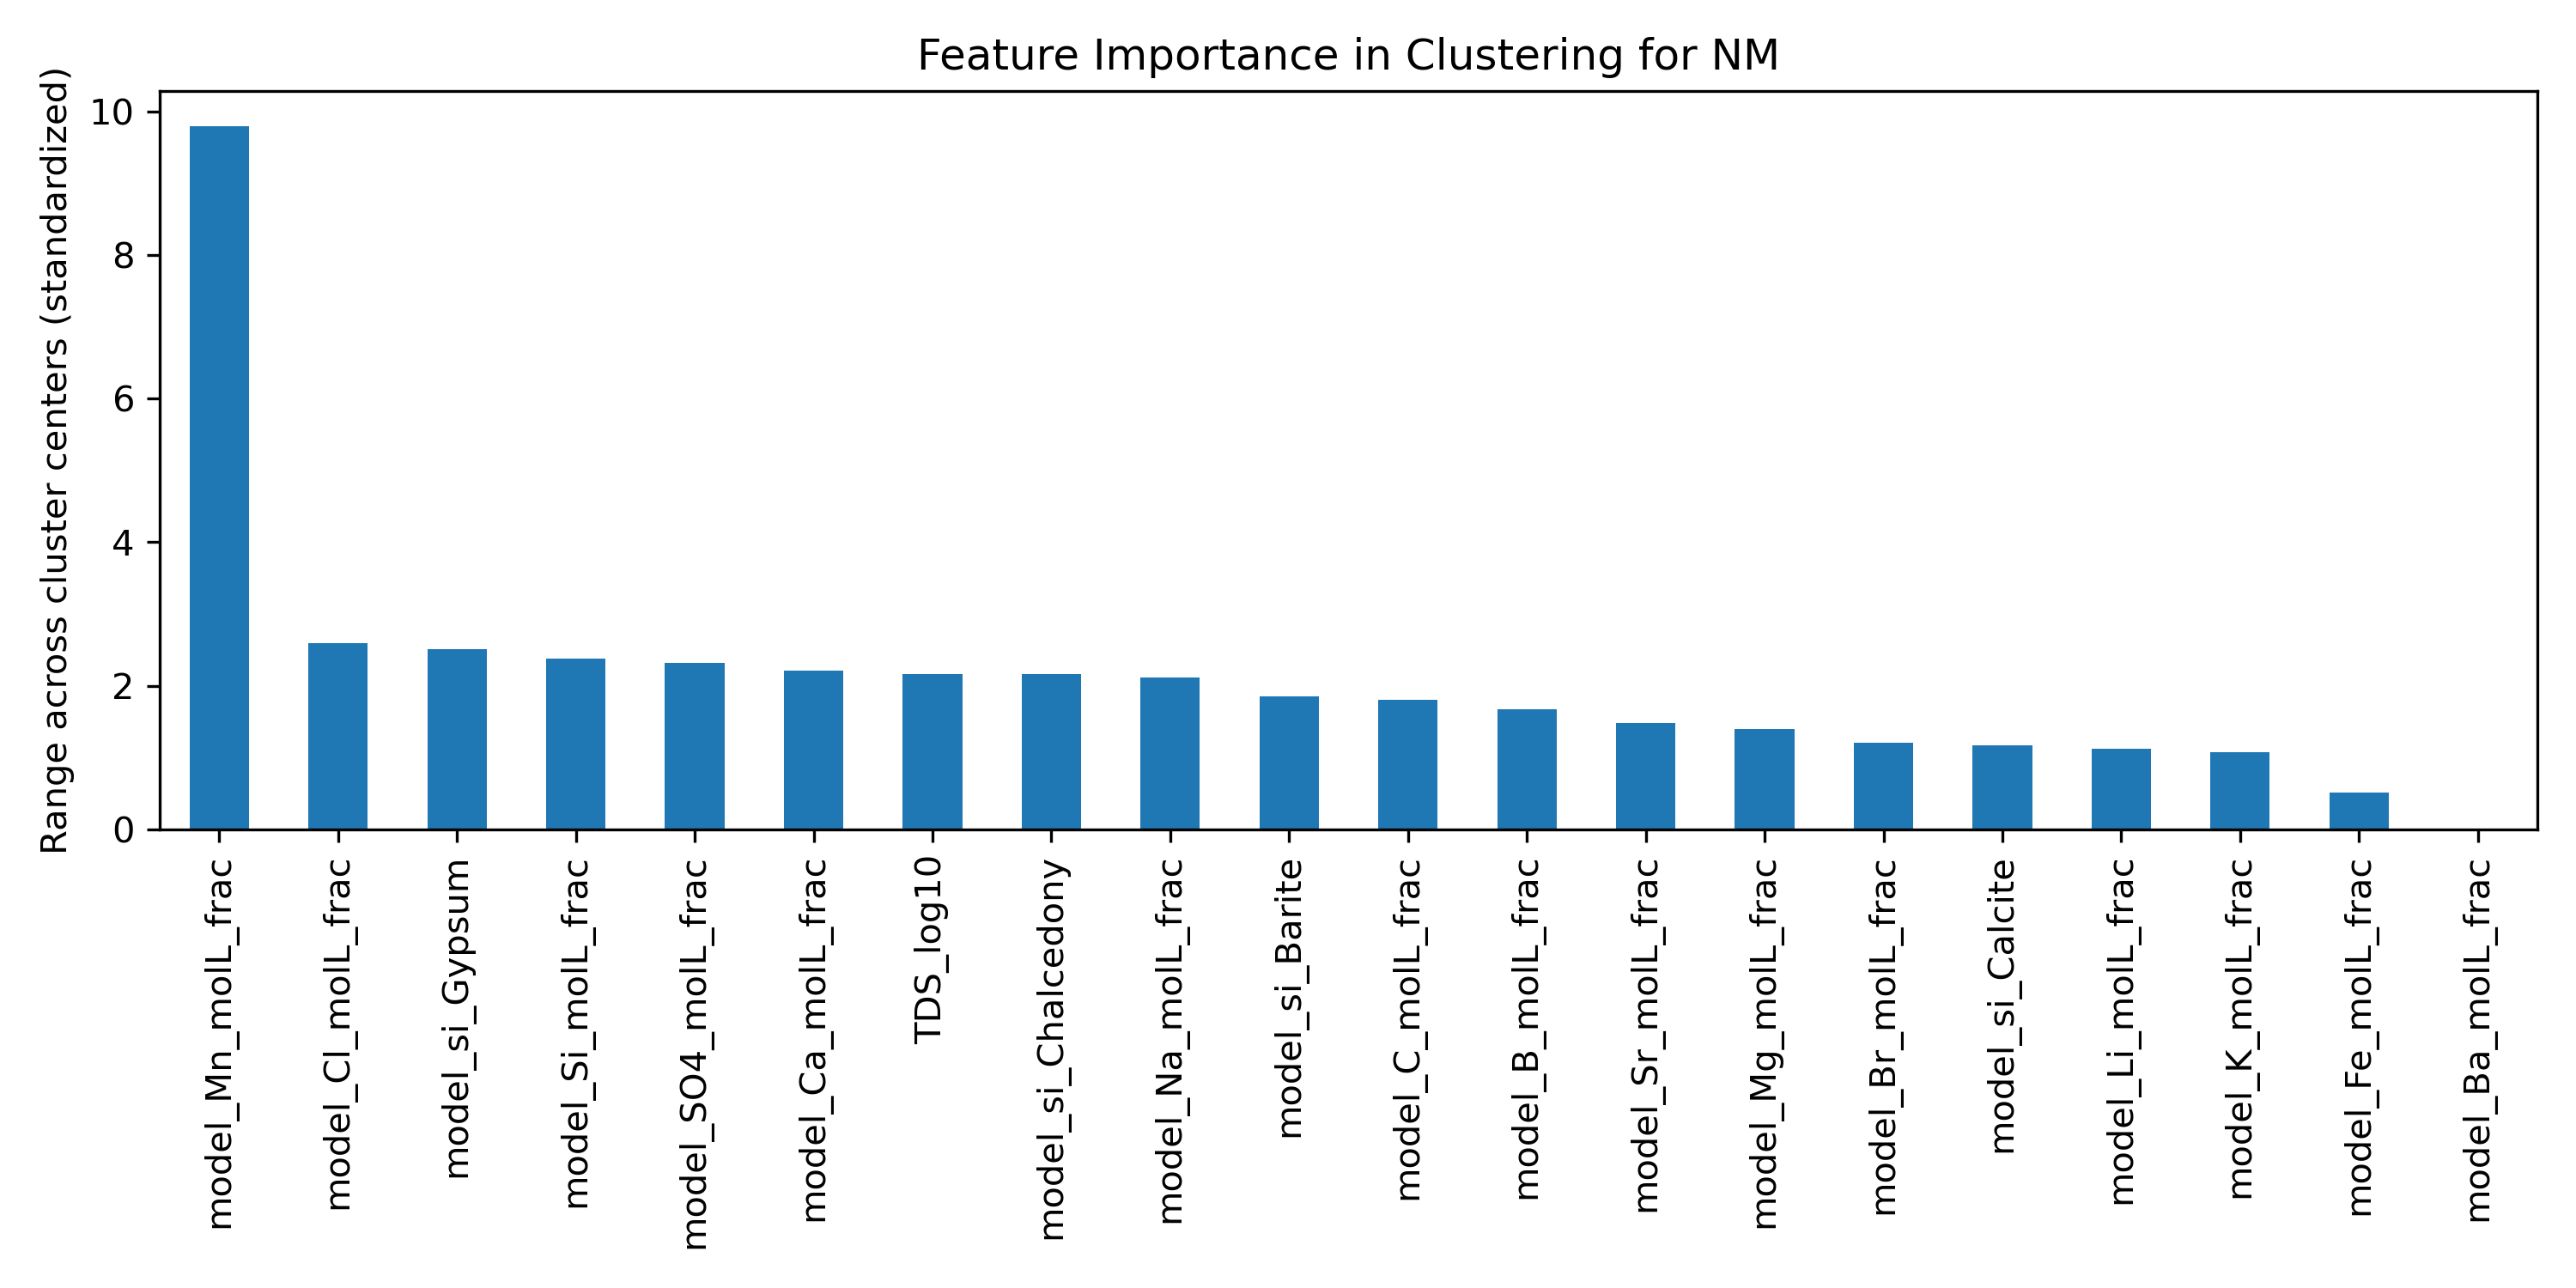 Feature Importance in Clustering for NM
Range across cluster centers (standardized)
10
8
6
4
2
0
model_Mn_molL_frac
model_Cl_molL_frac
model_si_Gypsum
model_Si_molL_frac
model_SO4_molL_frac
model_Ca_molL_frac
TDS_log10
model_si_Chalcedony
model_Na_molL_frac
model_si_Barite
model_C_molL_frac
model_B_molL_frac
model_Sr_molL_frac
model_Mg_molL_frac
model_Br_molL_frac
model_si_Calcite
model_Li_molL_frac
model_K_molL_frac
model_Fe_molL_frac
model_Ba_molL_frac